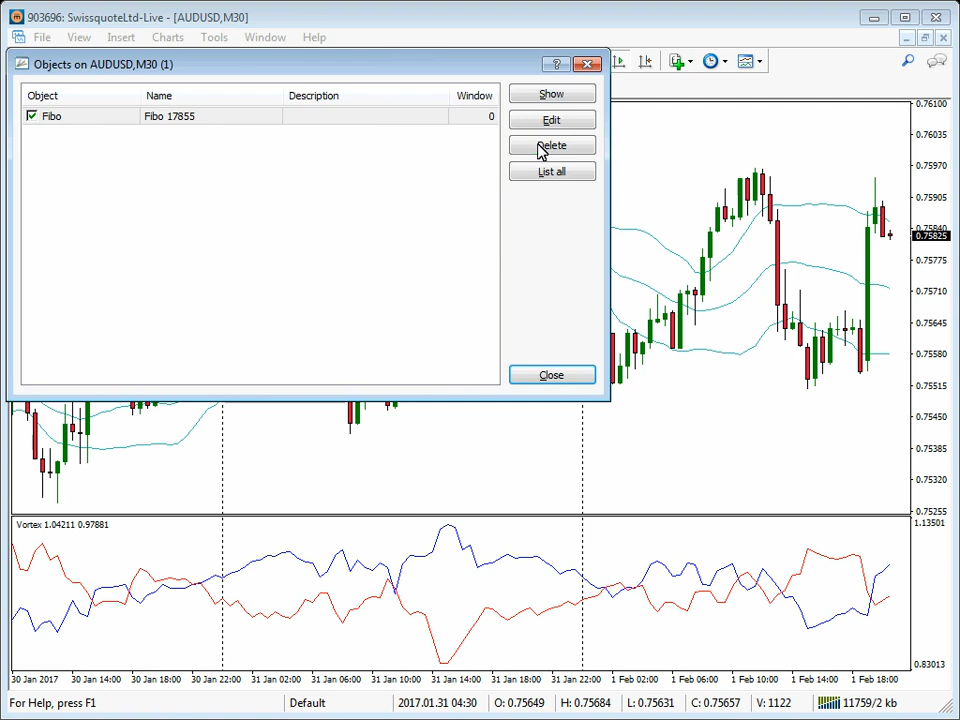 903696: SwissquoteLtd-Live - [AUDUSD,M30]
File View Insert Charts Tools Window Help
Objects on AUDUSD,M30 (1)
Object Name Description Window
Fibo Fibo 17855 0
Show
Edit
Delete
List all
Close
0.76100
0.76035
0.75970
0.75905
0.75840
0.75825
0.75775
0.75710
0.75645
0.75580
0.75515
0.75450
0.75385
0.75320
0.75255
Vortex 1.04211 0.97881
1.13501
0.83013
30 Jan 2017 30 Jan 14:00 30 Jan 18:00 30 Jan 22:00 31 Jan 02:00 31 Jan 06:00 31 Jan 10:00 31 Jan 14:00 31 Jan 18:00 31 Jan 22:00 1 Feb 02:00 1 Feb 06:00 1 Feb 10:00 1 Feb 14:00 1 Feb 18:00
For Help, press F1 Default 2017.01.31 04:30 O: 0.75649 H: 0.75684 L: 0.75631 C: 0.75657 V: 1122 11759/2 kb